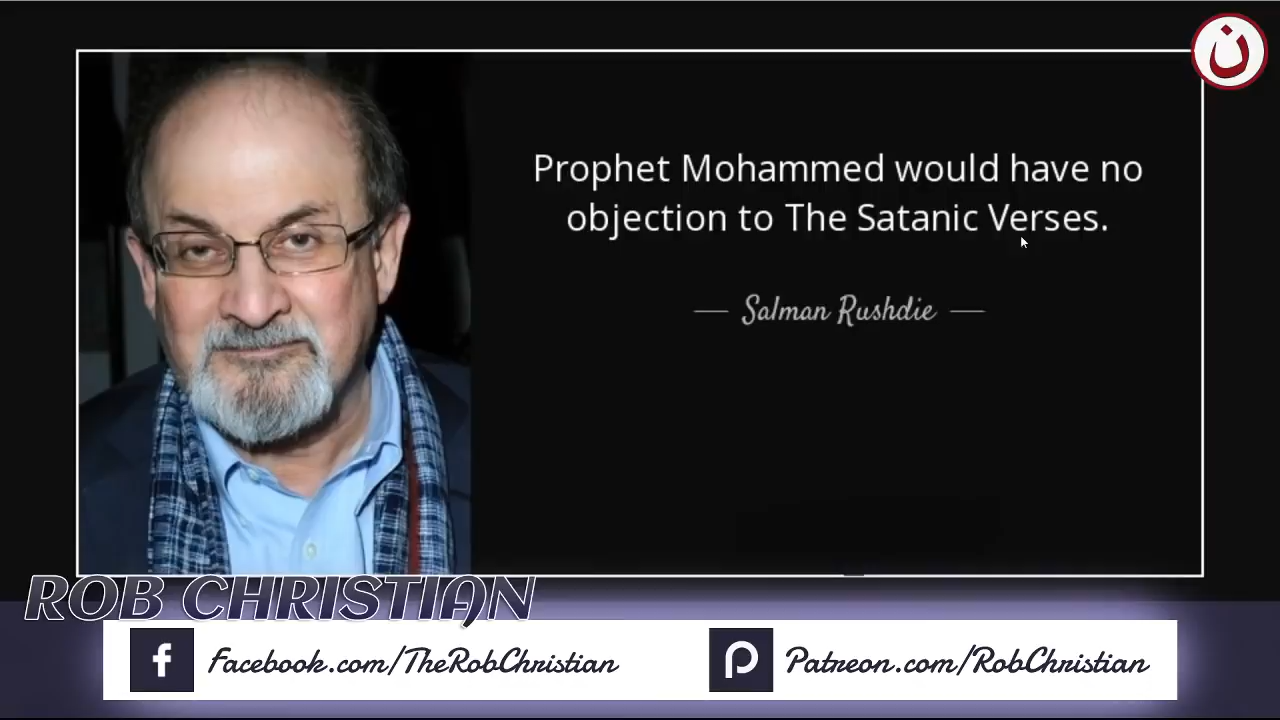 ن
Prophet Mohammed would have no
objection to The Satanic Verses.
Salman Rushdie
ROB CHRISTIAN
f Facebook.com/TheRobChristian
Patreon.com/RobChristian